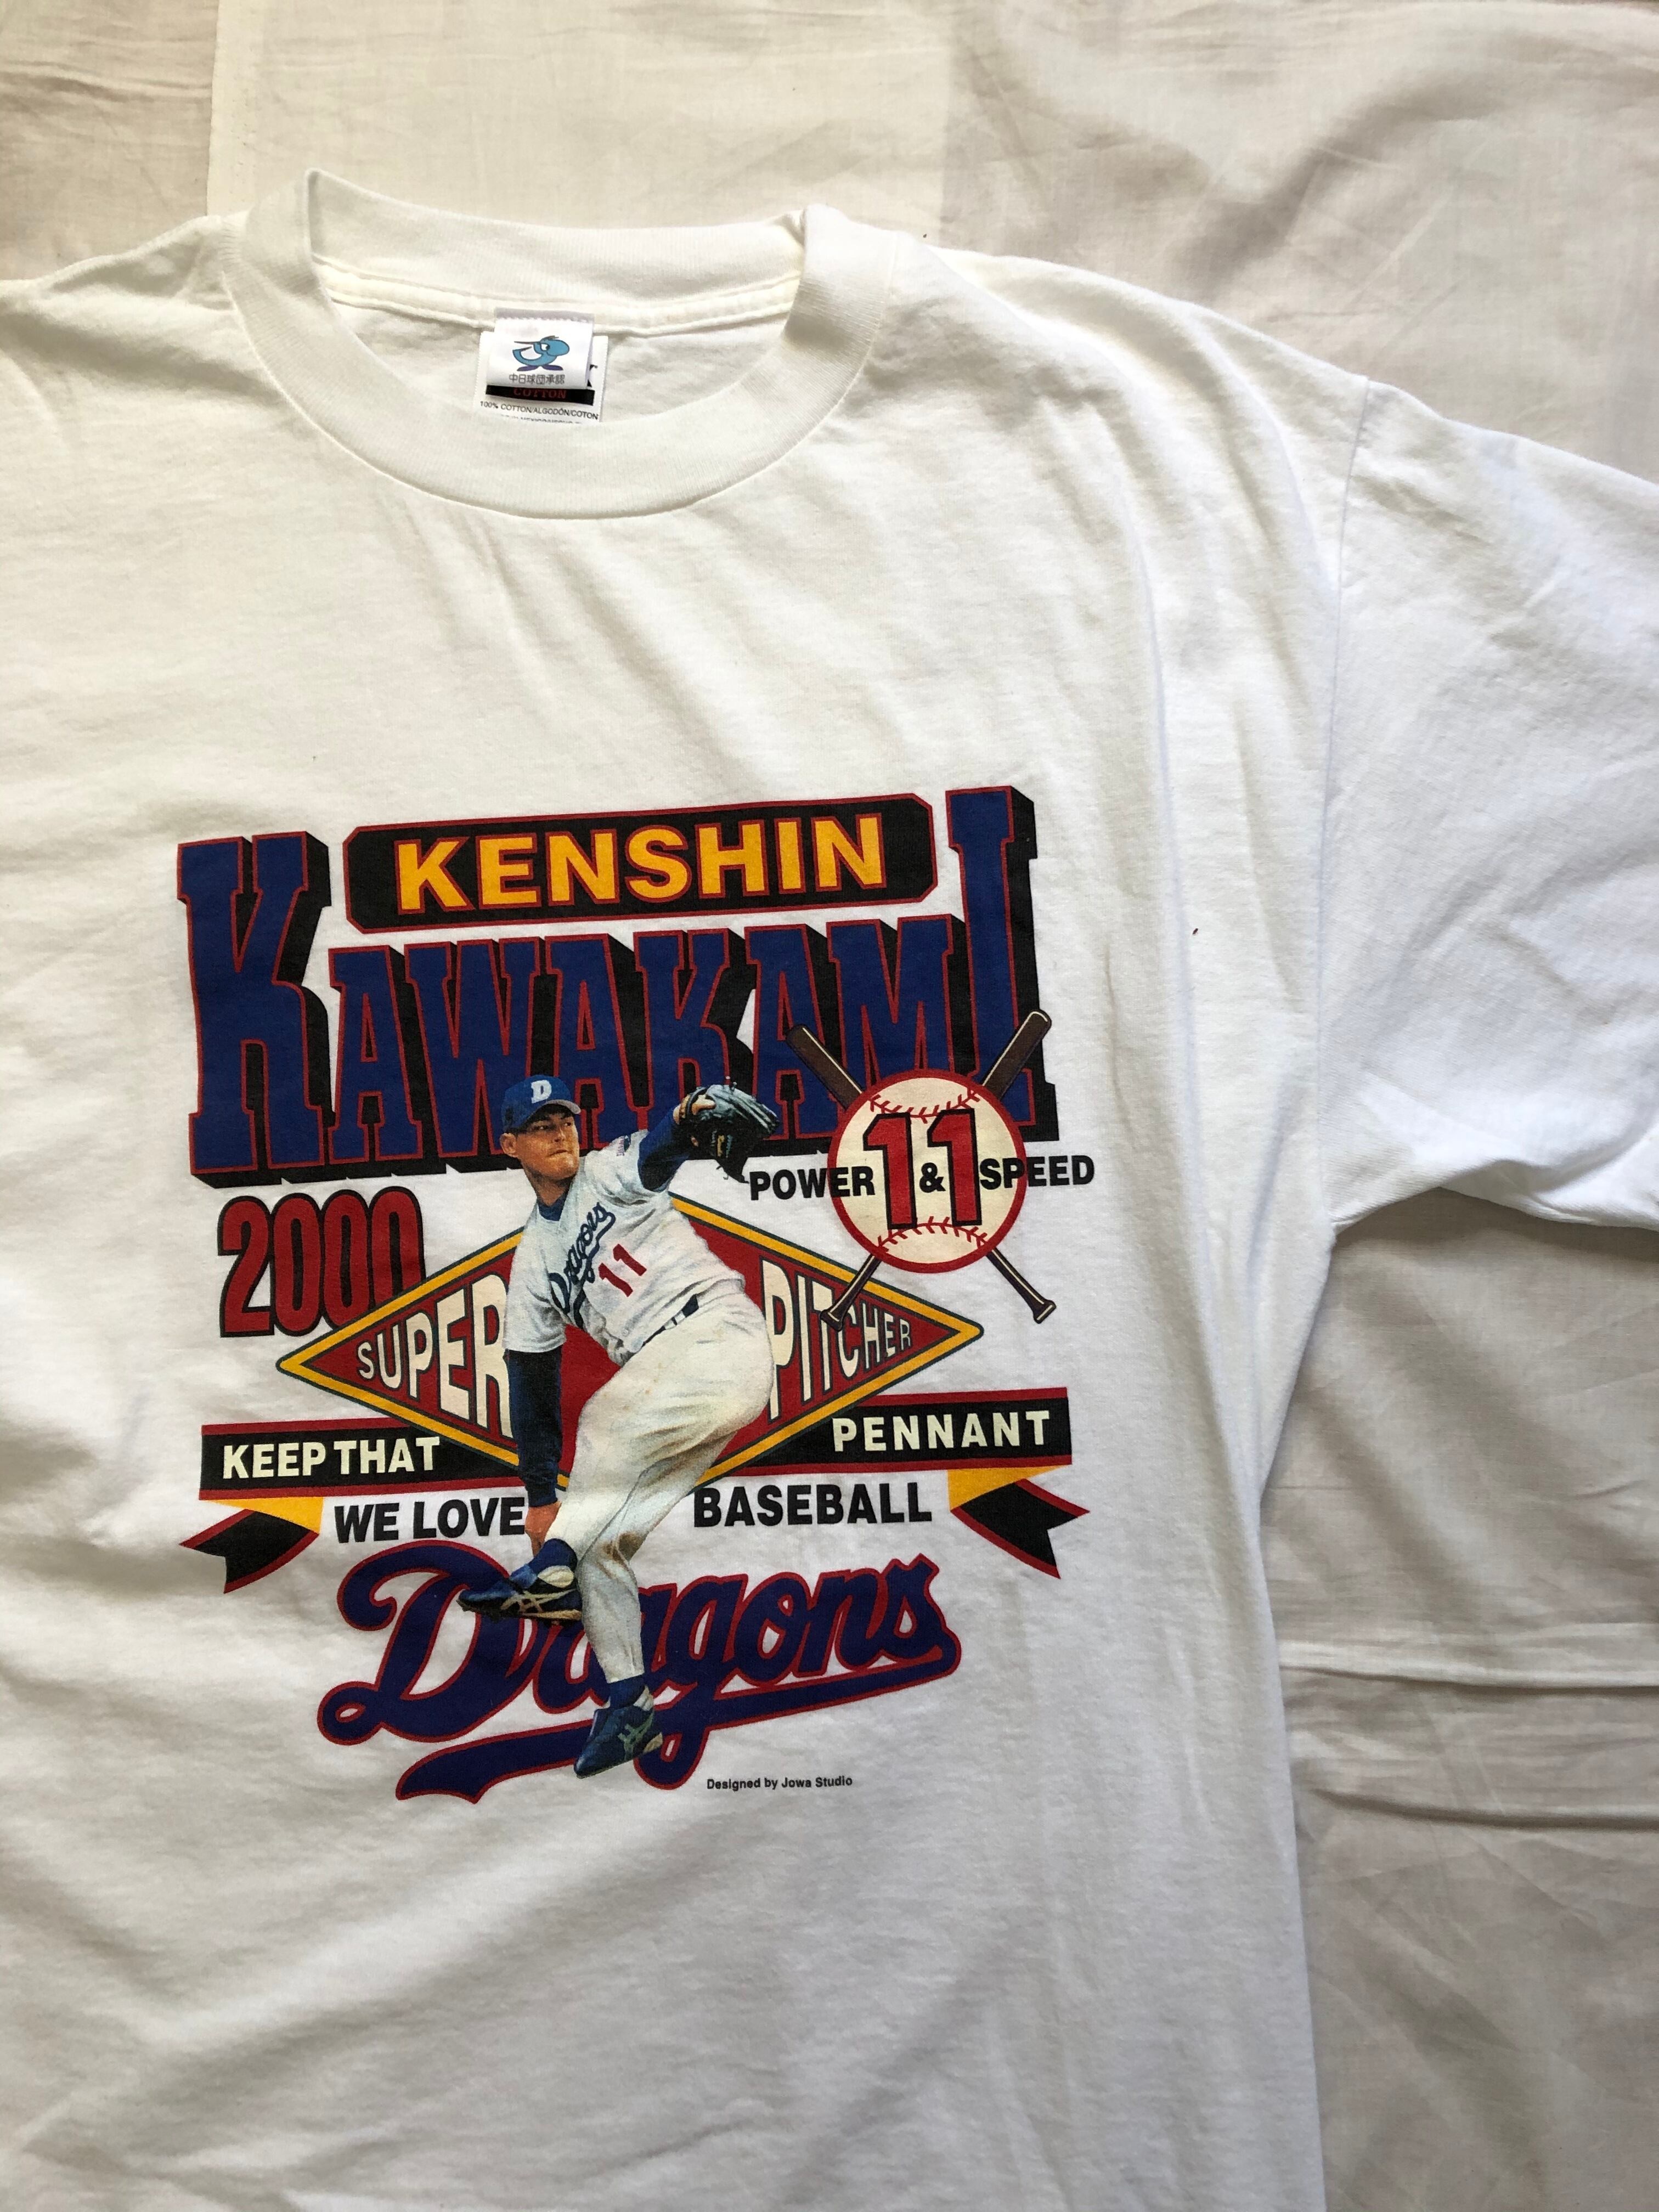 中日球団承認
COTTON
100% COTTON/ALGODÓN/COTON
KENSHIN
KAWAKAMI
D
11
POWER & SPEED
2000
Dragons
11
SUPER PITCHER
KEEP THAT PENNANT
WE LOVE BASEBALL
Dragons
Designed by Jowa Studio